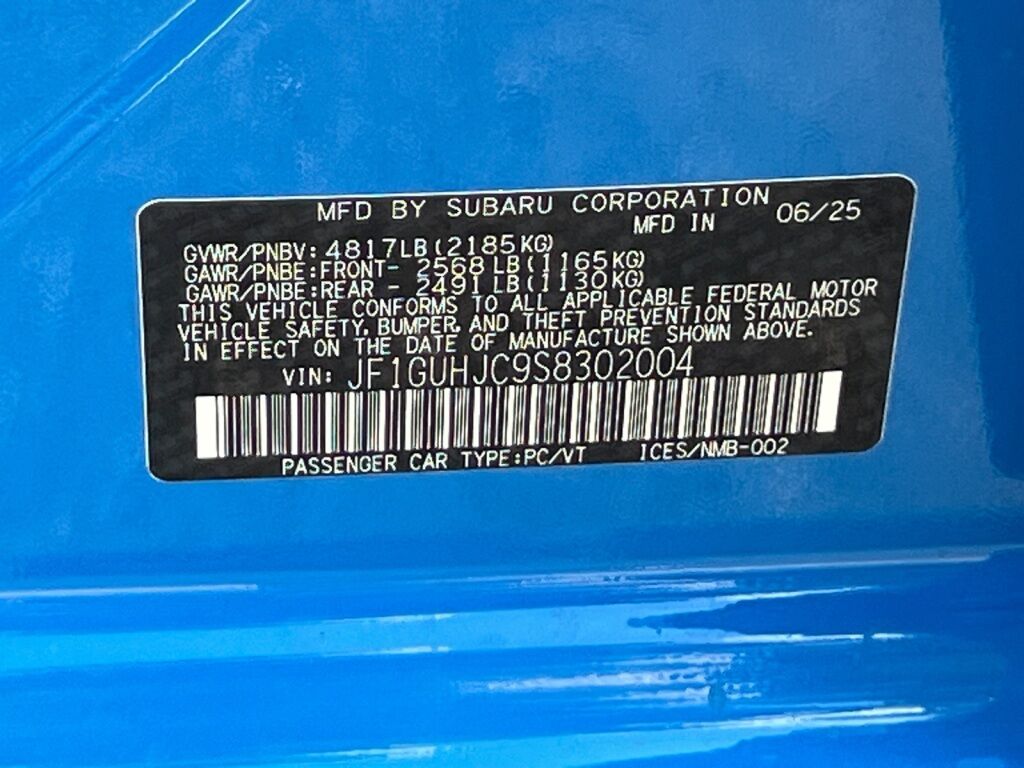 MFD BY SUBARU CORPORATION
MFD IN 06/25
GVWR/PNBV: 4817LB(2185KG)
GAWR/PNBE:FRONT- 2568LB(1165KG)
GAWR/PNBE:REAR - 2491LB(1130KG)
THIS VEHICLE CONFORMS TO ALL APPLICABLE FEDERAL MOTOR
VEHICLE SAFETY, BUMPER, AND THEFT PREVENTION STANDARDS
IN EFFECT ON THE DATE OF MANUFACTURE SHOWN ABOVE.
VIN: JF1GUHJC9S8302004
PASSENGER CAR TYPE:PC/VT ICES/NMB-002